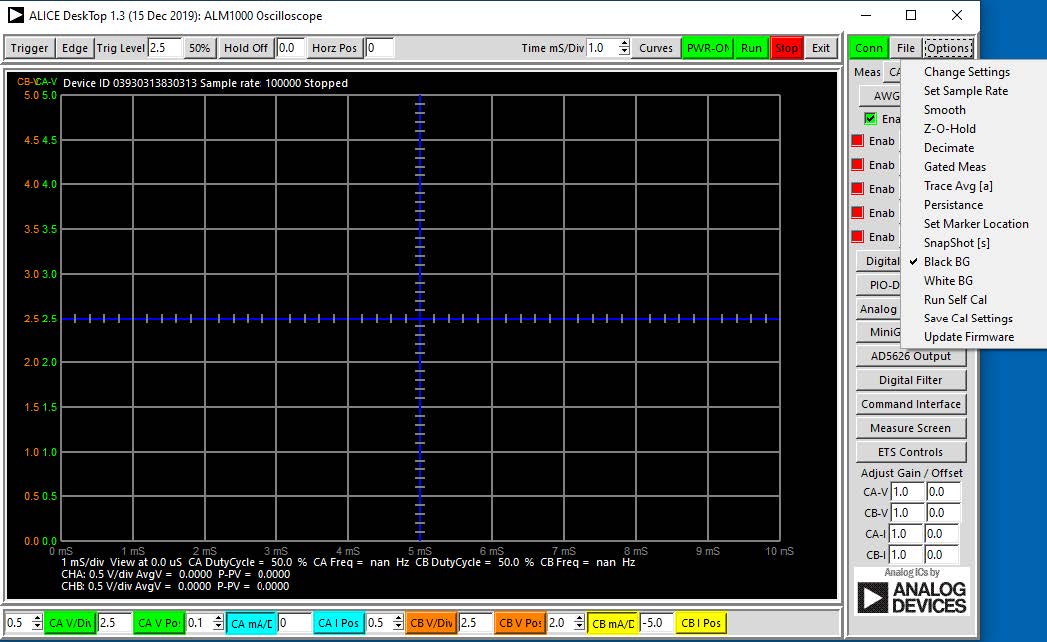 ALICE DeskTop 1.3 (15 Dec 2019): ALM1000 Oscilloscope
Trigger Edge Trig Level 2.5 50% Hold Off 0.0 Horz Pos 0 Time mS/Div 1.0 Curves PWR-ON Run Stop Exit Conn File Options
CB-V CA-V Device ID 03930313830313 Sample rate: 100000 Stopped
5.0 5.0
4.5 4.5
4.0 4.0
3.5 3.5
3.0 3.0
2.5 2.5
2.0 2.0
1.5 1.5
1.0 1.0
0.5 0.5
0.0 0.0
0 mS 1 mS 2 mS 3 mS 4 mS 5 mS 6 mS 7 mS 8 mS 9 mS 10 mS
1 mS/div View at 0.0 uS CA DutyCycle = 50.0 % CA Freq = nan Hz CB DutyCycle = 50.0 % CB Freq = nan Hz
CHA: 0.5 V/div AvgV = 0.0000 P-PV = 0.0000
CHB: 0.5 V/div AvgV = 0.0000 P-PV = 0.0000
0.5 CA V/Div 2.5 CA V Pos 0.1 CA mA/D 0 CA I Pos 0.5 CB V/Div 2.5 CB V Pos 2.0 CB mA/D -5.0 CB I Pos
Meas CA
AWG
Ena
Enab
Enab
Enab
Enab
Enab
Digital
PIO-D
Analog
MiniG
Change Settings
Set Sample Rate
Smooth
Z-O-Hold
Decimate
Gated Meas
Trace Avg [a]
Persistance
Set Marker Location
SnapShot [s]
Black BG
White BG
Run Self Cal
Save Cal Settings
Update Firmware
AD5626 Output
Digital Filter
Command Interface
Measure Screen
ETS Controls
Adjust Gain / Offset
CA-V 1.0 0.0
CB-V 1.0 0.0
CA-I 1.0 0.0
CB-I 1.0 0.0
Analog ICs by
ANALOG
DEVICES